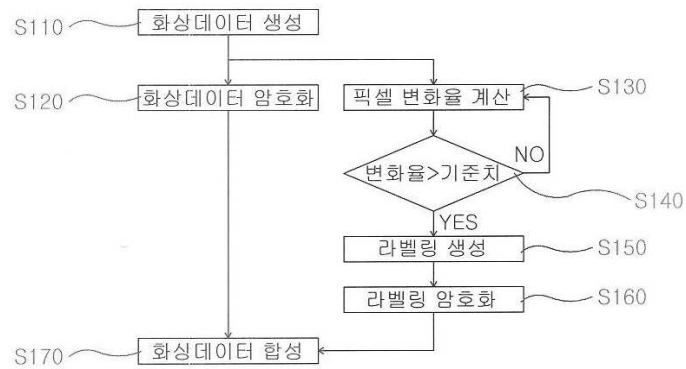 S110
화상데이터 생성
S120
화상데이터 암호화
픽셀 변화율 계산
S130
변화율>기준치
NO
S140
YES
라벨링 생성
S150
라벨링 암호화
S160
S170
화상데이터 합성